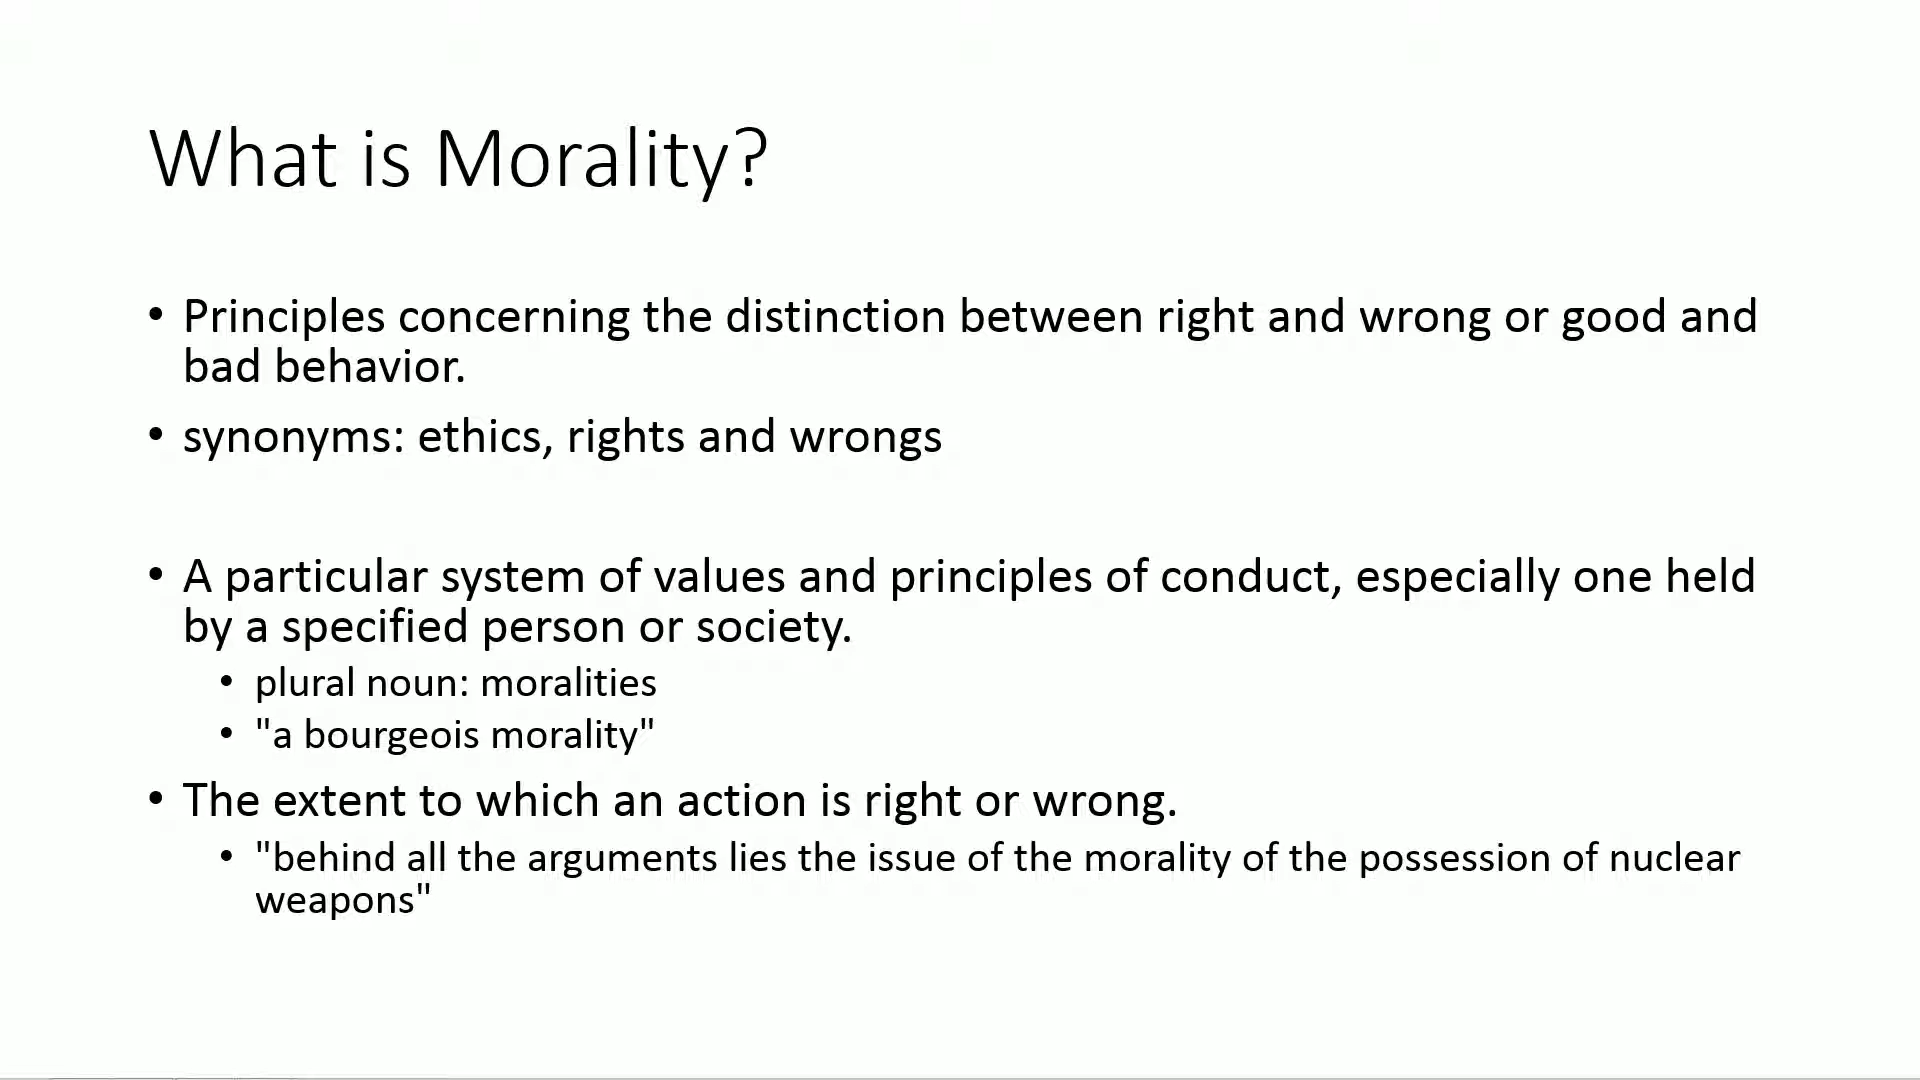 What is Morality?
• Principles concerning the distinction between right and wrong or good and
bad behavior.
• synonyms: ethics, rights and wrongs
• A particular system of values and principles of conduct, especially one held
by a specified person or society.
• plural noun: moralities
• "a bourgeois morality"
• The extent to which an action is right or wrong.
• "behind all the arguments lies the issue of the morality of the possession of nuclear
weapons"